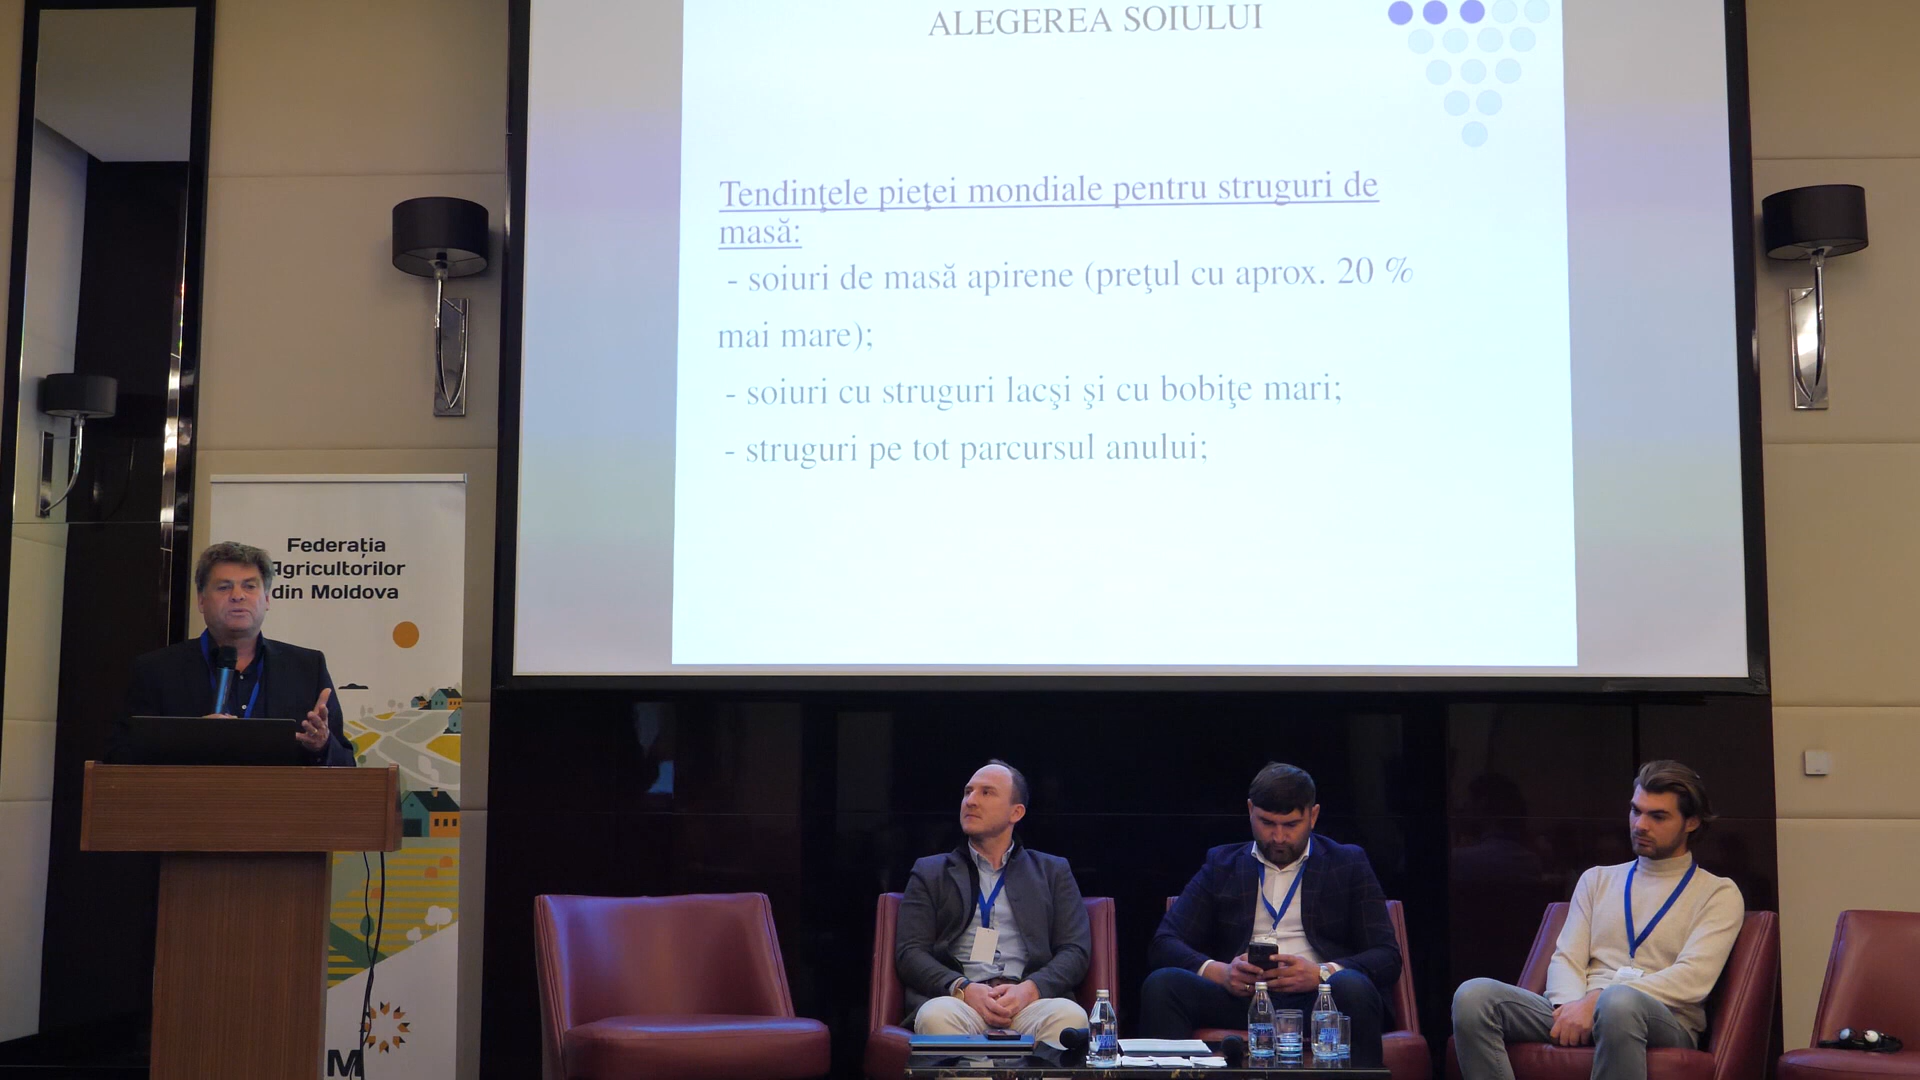 ALEGEREA SOIULUI
Tendinţele pieţei mondiale pentru struguri de
masă:
- soiuri de masă apirene (preţul cu aprox. 20 %
mai mare);
- soiuri cu struguri lacşi şi cu bobiţe mari;
- struguri pe tot parcursul anului;
Federația
Agricultorilor
din Moldova
M